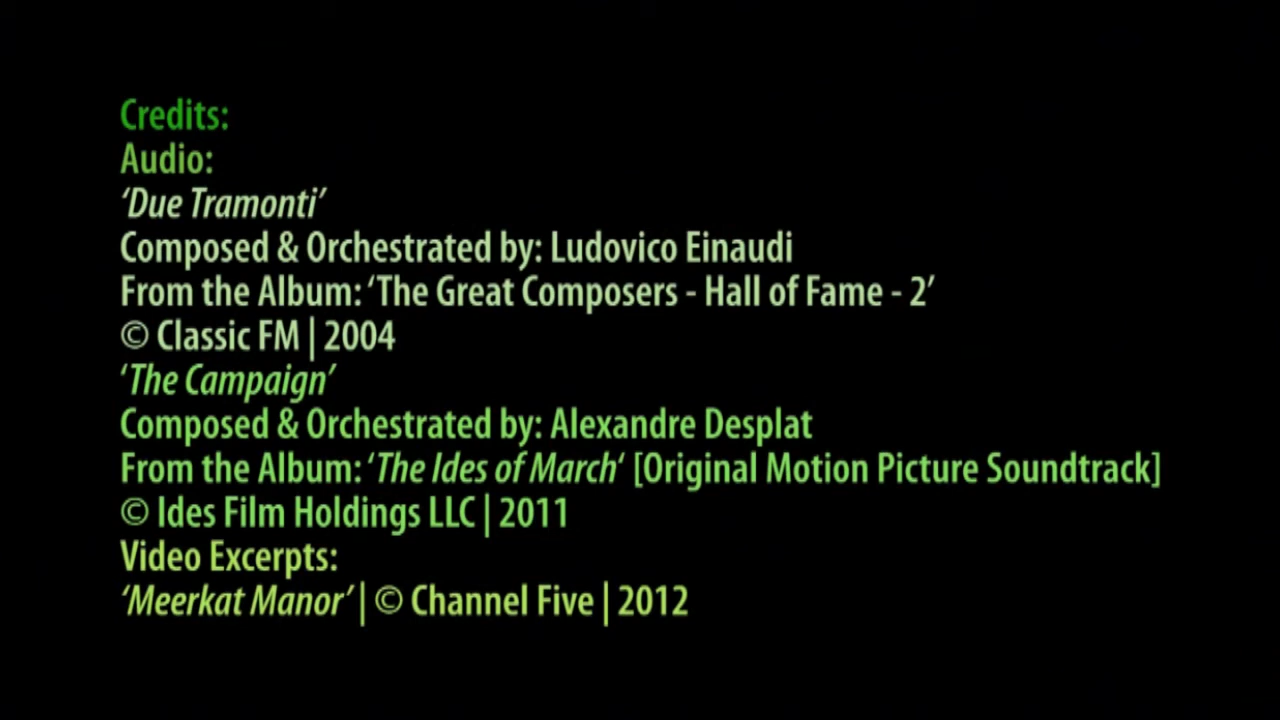 Credits:
Audio:
‘Due Tramonti’
Composed & Orchestrated by: Ludovico Einaudi
From the Album: ‘The Great Composers - Hall of Fame - 2’
© Classic FM | 2004
‘The Campaign’
Composed & Orchestrated by: Alexandre Desplat
From the Album: ‘The Ides of March‘ [Original Motion Picture Soundtrack]
© Ides Film Holdings LLC | 2011
Video Excerpts:
‘Meerkat Manor’ | © Channel Five | 2012